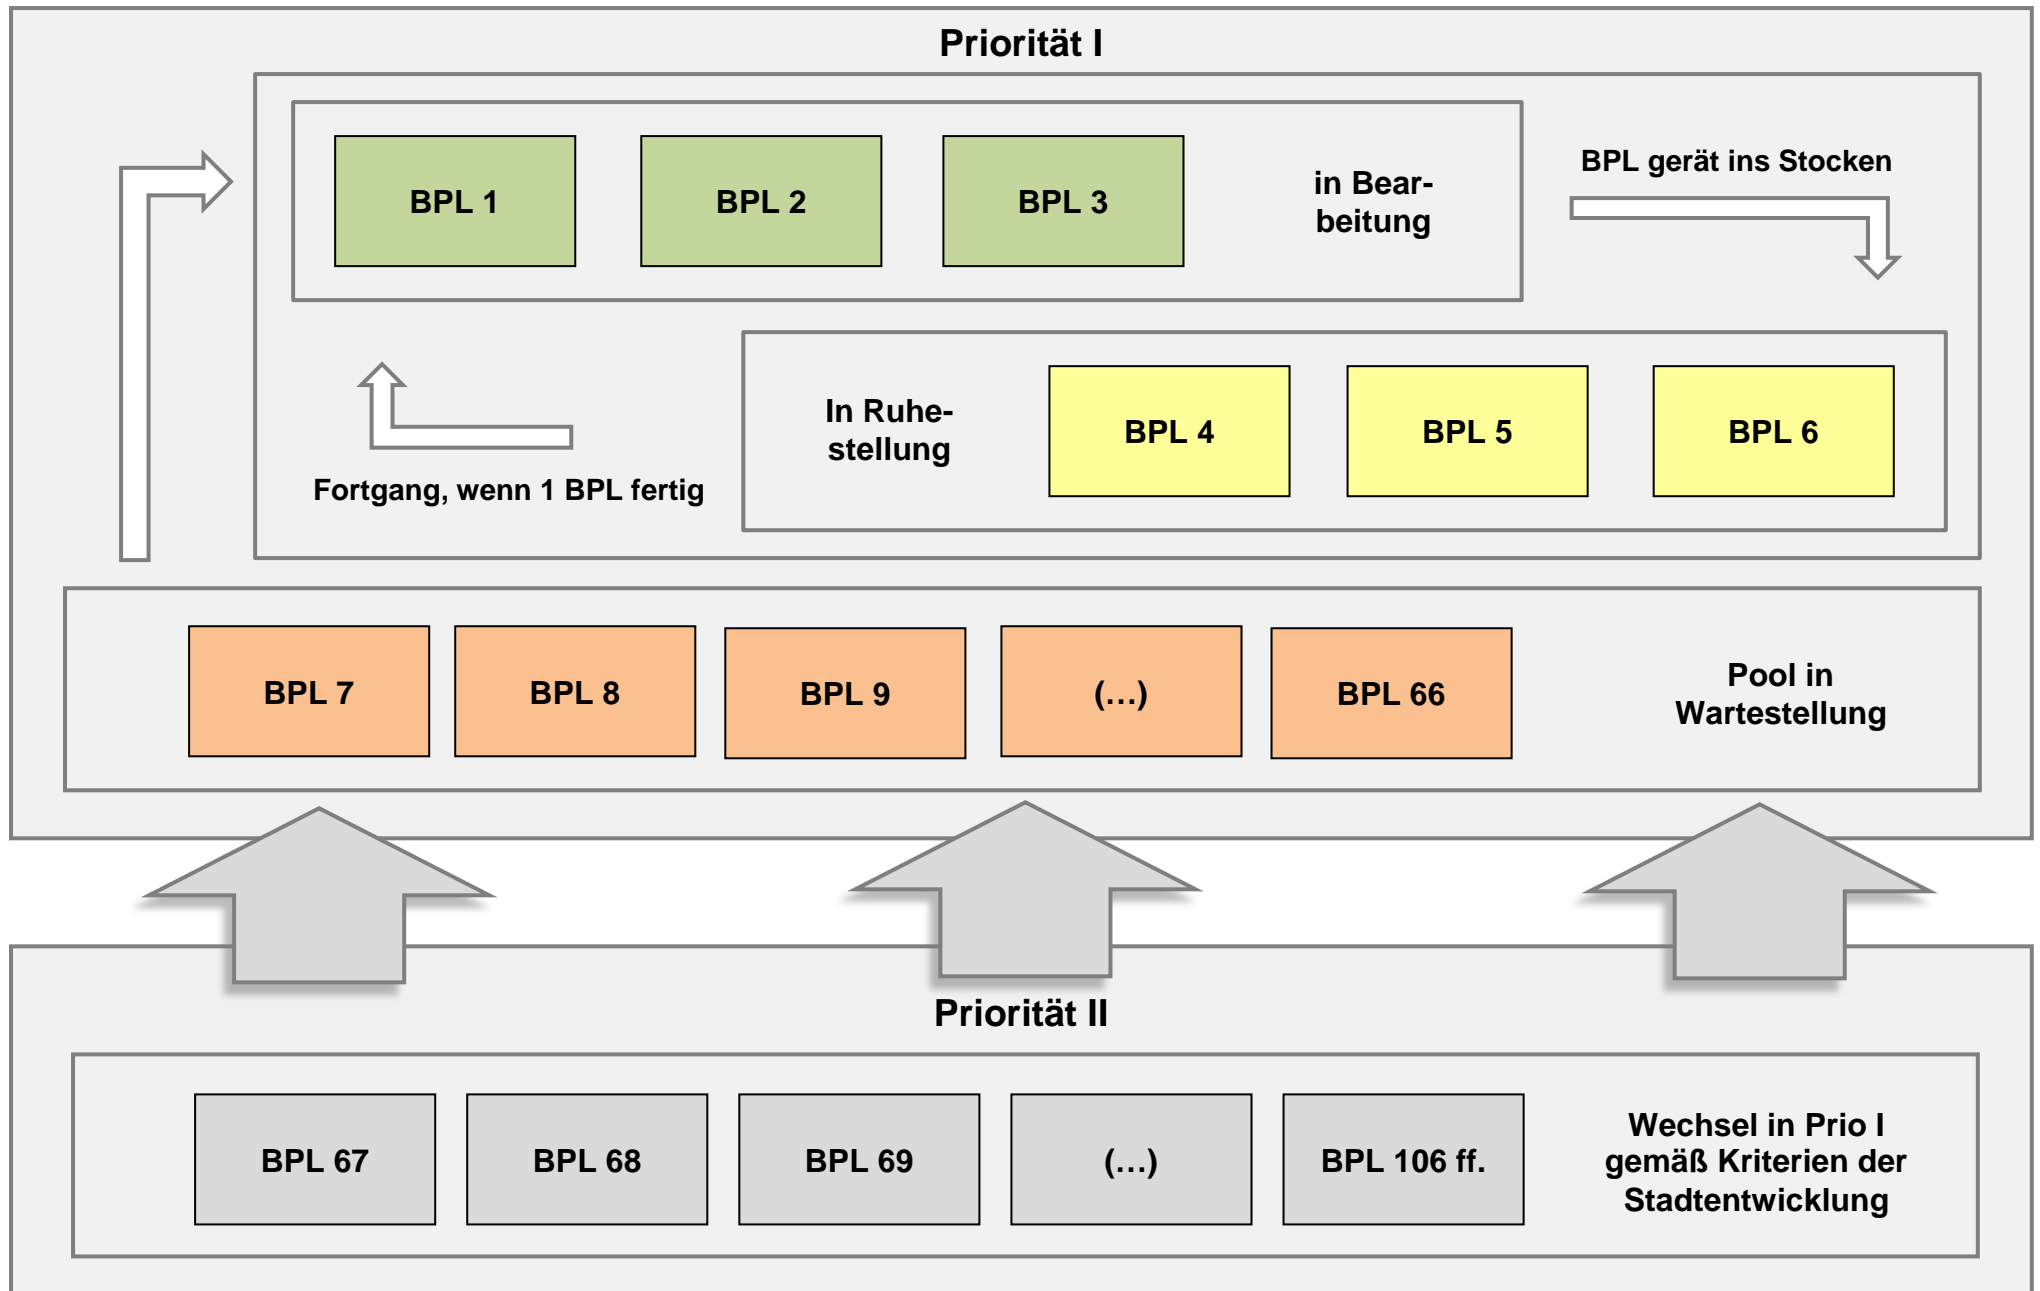 Priorität I
BPL 1
BPL 2
BPL 3
in Bear-
beitung
BPL gerät ins Stocken
In Ruhe-
stellung
BPL 4
BPL 5
BPL 6
Fortgang, wenn 1 BPL fertig
BPL 7
BPL 8
BPL 9
(…)
BPL 66
Pool in
Wartestellung
Priorität II
BPL 67
BPL 68
BPL 69
(…)
BPL 106 ff.
Wechsel in Prio I
gemäß Kriterien der
Stadtentwicklung